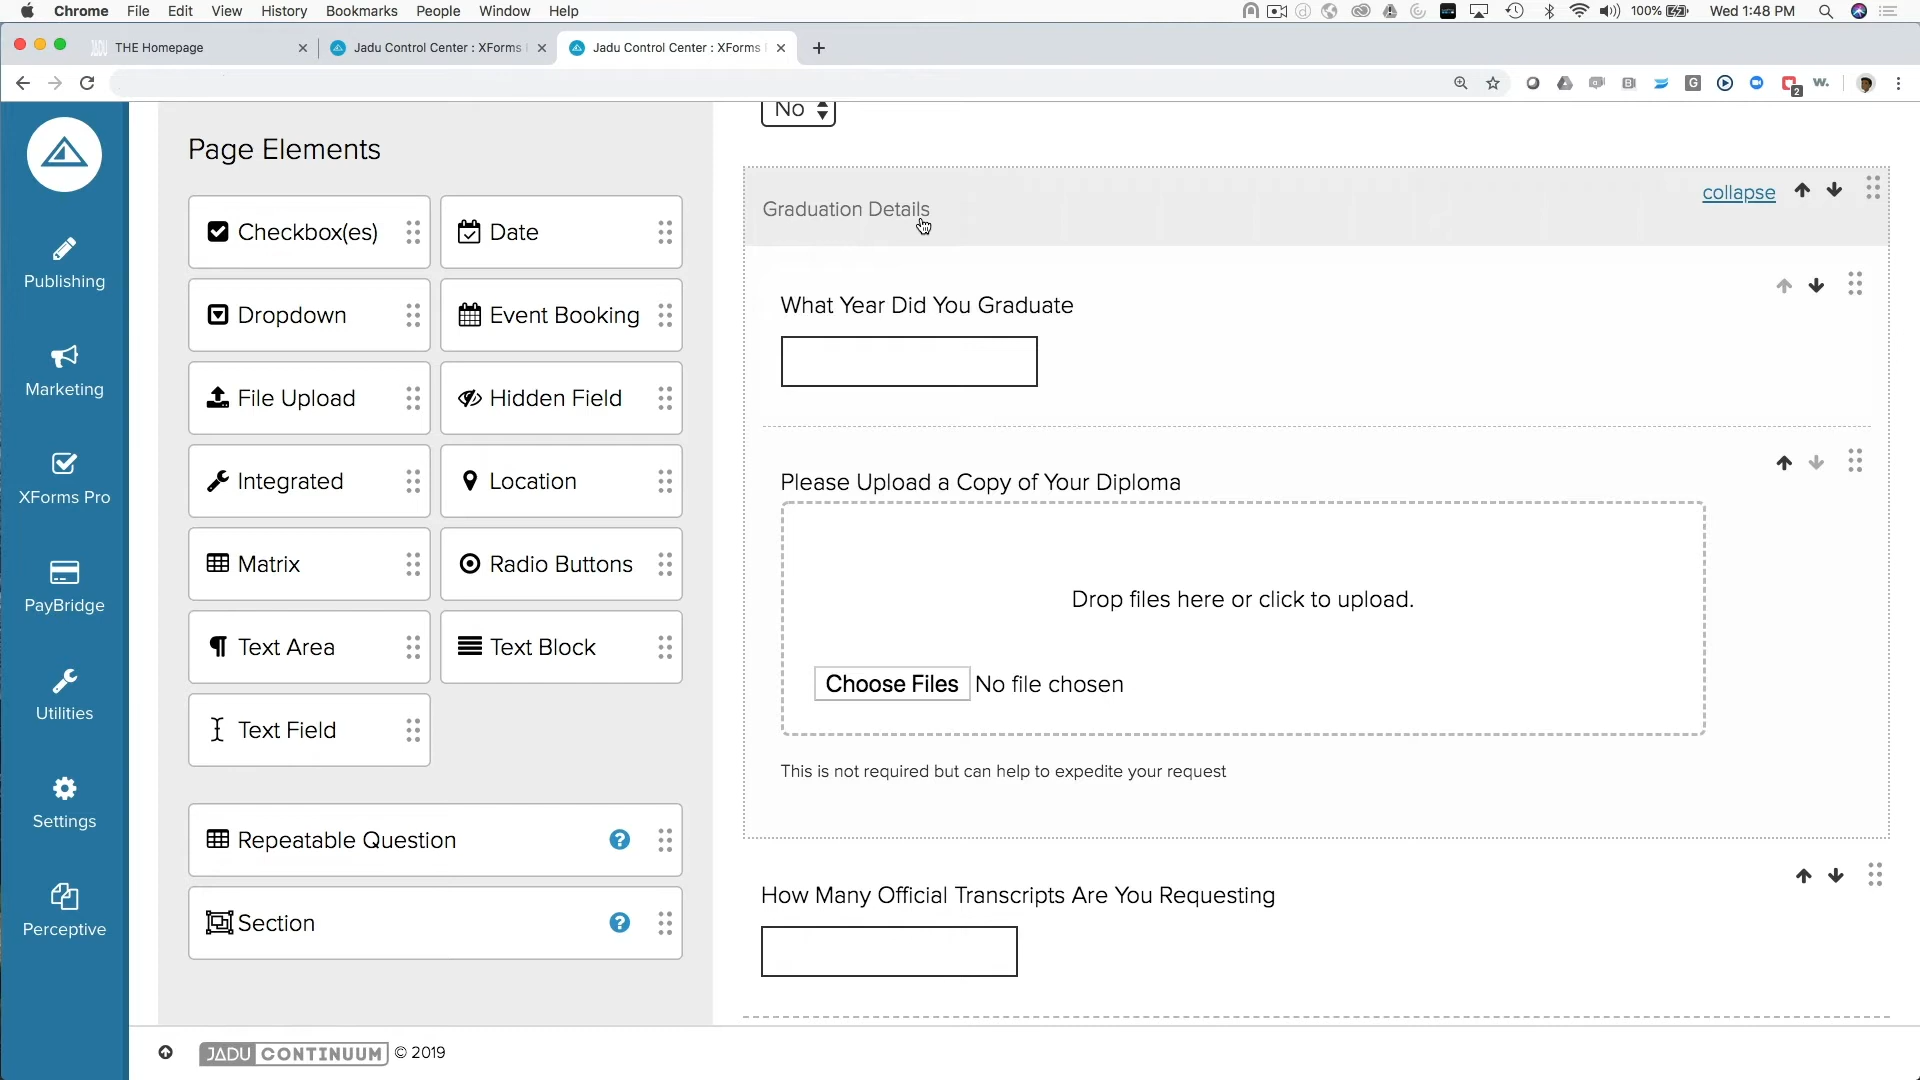 Chrome File Edit View History Bookmarks People Window Help
100% Wed 1:48 PM
THE Homepage
Jadu Control Center : XForms
Jadu Control Center : XForms
2
Page Elements
Checkbox(es)
Date
Dropdown
Event Booking
File Upload
Hidden Field
Integrated
Location
Matrix
Radio Buttons
Text Area
Text Block
Text Field
Repeatable Question ?
Section ?
Publishing
Marketing
XForms Pro
PayBridge
Utilities
Settings
Perceptive
No
Graduation Details
collapse
What Year Did You Graduate
Please Upload a Copy of Your Diploma
Drop files here or click to upload.
Choose Files No file chosen
This is not required but can help to expedite your request
How Many Official Transcripts Are You Requesting
JADU CONTINUUM © 2019